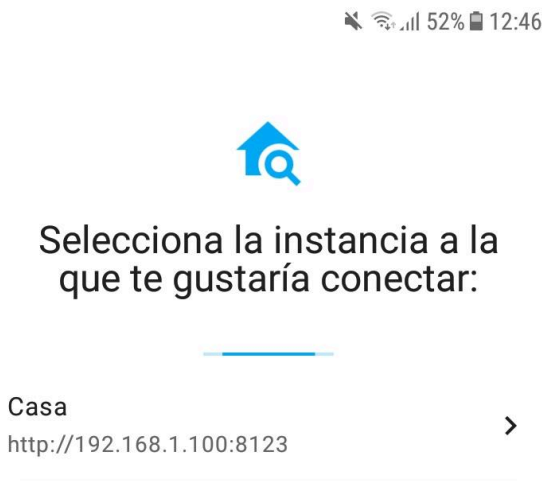 52% 12:46
Selecciona la instancia a la
que te gustaría conectar:
Casa
http://192.168.1.100:8123